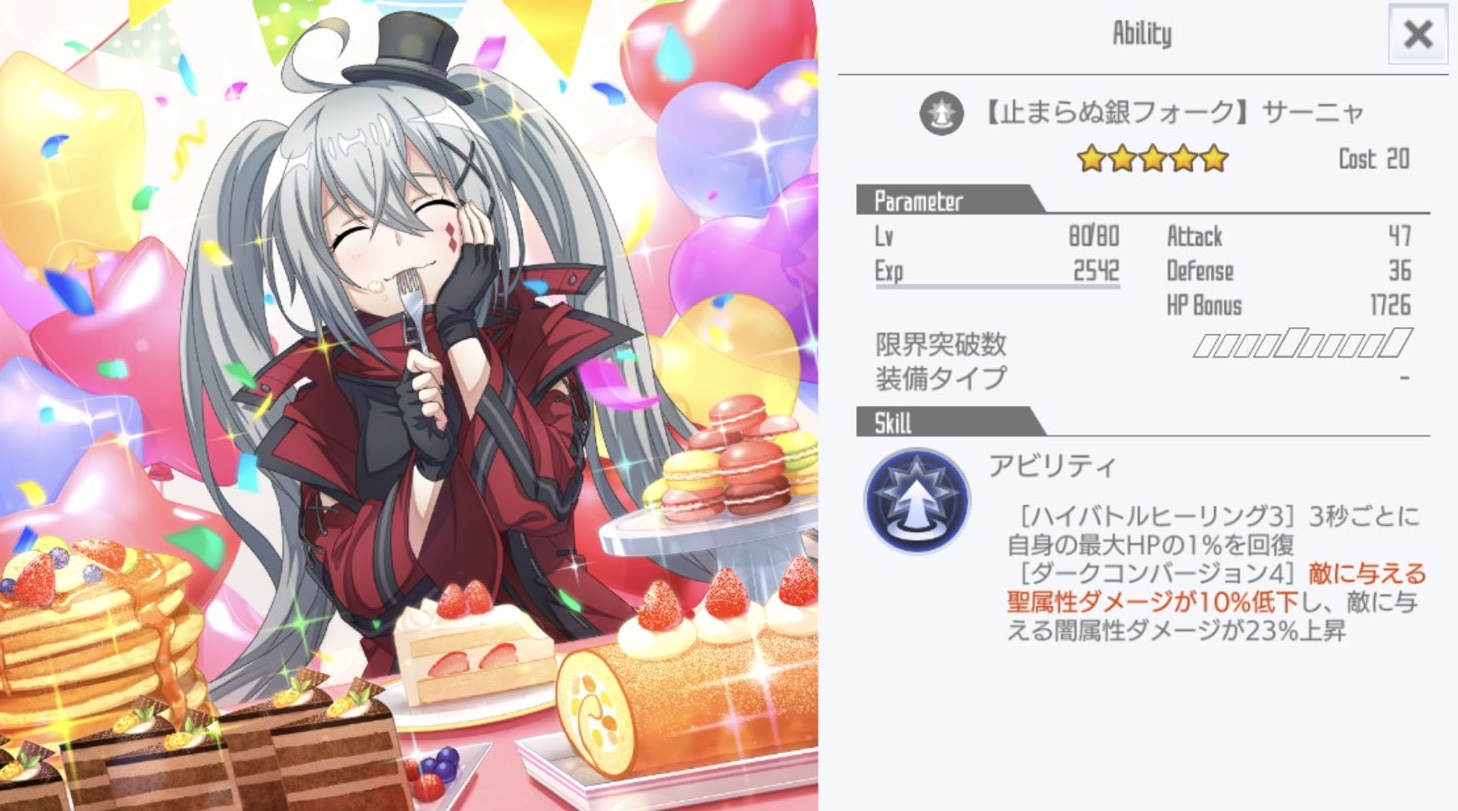 Ability
【止まらぬ銀フォーク】サーニャ
Cost 20
Parameter
Lv 80/80
Attack 47
Exp 2542
Defense 36
HP Bonus 1726
限界突破数
装備タイプ -
Skill
アビリティ
［ハイバトルヒーリング3］3秒ごとに
自身の最大HPの1%を回復
［ダークコンバージョン4］敵に与える
聖属性ダメージが10%低下し、敵に与
える闇属性ダメージが23%上昇